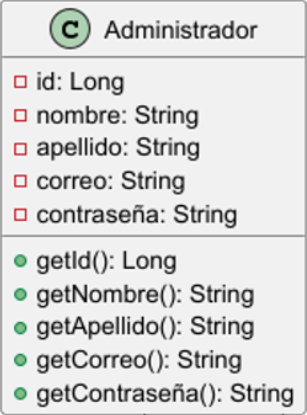 C Administrador
id: Long
nombre: String
apellido: String
correo: String
contraseña: String
getId(): Long
getNombre(): String
getApellido(): String
getCorreo(): String
getContraseña(): String